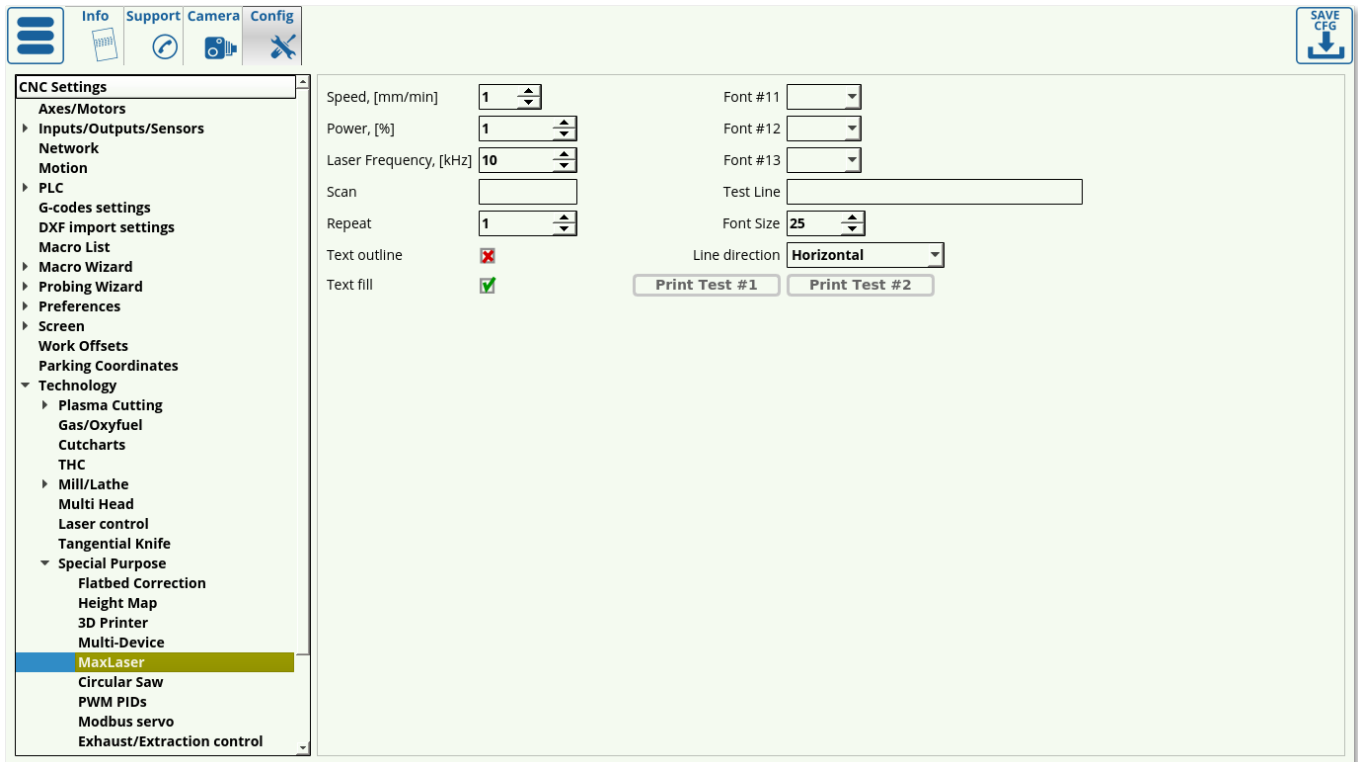 Info
Support
Camera
Config
SAVE
CFG
CNC Settings
Axes/Motors
Inputs/Outputs/Sensors
Network
Motion
PLC
G-codes settings
DXF import settings
Macro List
Macro Wizard
Probing Wizard
Preferences
Screen
Work Offsets
Parking Coordinates
Technology
Plasma Cutting
Gas/Oxyfuel
Cutcharts
THC
Mill/Lathe
Multi Head
Laser control
Tangential Knife
Special Purpose
Flatbed Correction
Height Map
3D Printer
Multi-Device
MaxLaser
Circular Saw
PWM PIDs
Modbus servo
Exhaust/Extraction control
Speed, [mm/min] 1
Power, [%] 1
Laser Frequency, [kHz] 10
Scan
Repeat 1
Text outline
Text fill
Font #11
Font #12
Font #13
Test Line
Font Size 25
Line direction Horizontal
Print Test #1 Print Test #2